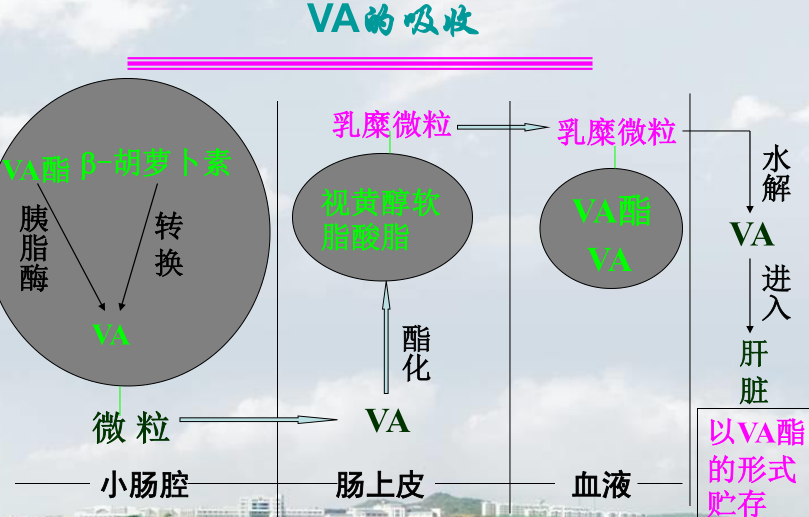 VA的吸收
VA酯 β-胡萝卜素
胰脂酶
转换
VA
微粒
小肠腔
乳糜微粒
视黄醇软
脂酸脂
酯化
VA
肠上皮
乳糜微粒
VA酯
VA
血液
水解
VA
进入
肝脏
以VA酯
的形式
贮存